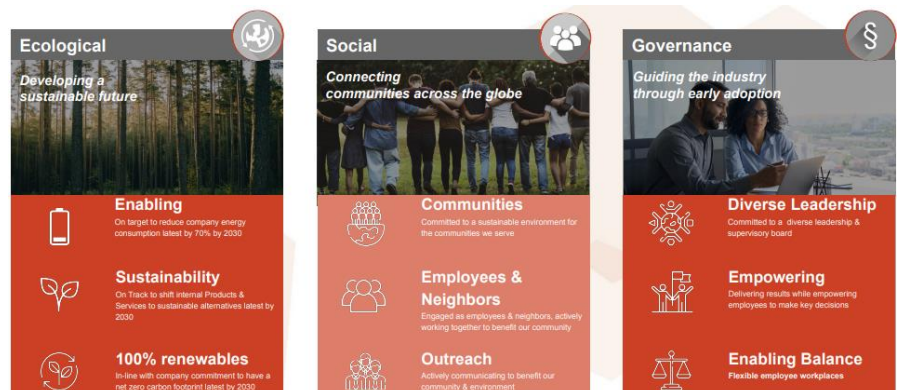 Ecological
Developing a
sustainable future
Enabling
On target to reduce company energy
consumption latest by 70% by 2030
Sustainability
On Track to shift internal Products &
Services to sustainable alternatives latest by
2030
100% renewables
In-line with company commitment to have a
net zero carbon footprint latest by 2030
Social
Connecting
communities across the globe
Communities
Committed to a sustainable environment for
the communities we serve
Employees &
Neighbors
Engaged as employees & neighbors, actively
working together to benefit our community
Outreach
Actively communicating to benefit our
community & environment
Governance
§
Guiding the industry
through early adoption
Diverse Leadership
Committed to a  diverse leadership &
supervisory board
Empowering
Delivering results while empowering
employees to make key decisions
Enabling Balance
Flexible employee workplaces